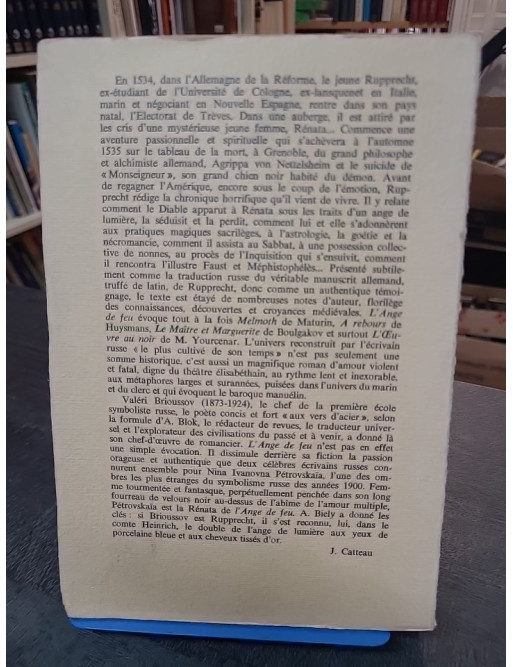 En 1534, dans l'Allemagne de la Réforme, le jeune Rupprecht,
ex-étudiant de l'Université de Cologne, ex-lansquenet en Italie,
marin et négociant en Nouvelle Espagne, rentre dans son pays
natal, l'Electorat de Trèves. Dans une auberge, il est attiré par
les cris d'une mystérieuse jeune femme, Rénata... Commence une
aventure passionnelle et spirituelle qui s'achèvera à l'automne
1535 sur le tableau de la mort, à Grenoble, du grand philosophe
et alchimiste allemand, Agrippa von Nettelsheim et le suicide de
« Monseigneur », son grand chien noir habité du démon. Avant
de regagner l'Amérique, encore sous le coup de l'émotion, Rup-
precht rédige la chronique horrifique qu'il vient de vivre. Il y relate
comment le Diable apparut à Rénata sous les traits d'un ange de
lumière, la séduisit et la perdit, comment lui et elle s'adonnèrent
aux pratiques magiques sacrilèges, à l'astrologie, la goétie et la
nécromancie, comment il assista au Sabbat, à une possession collec-
tive de nonnes, au procès de l'Inquisition qui s'ensuivit, comment
il rencontra l'illustre Faust et Méphistophélès... Présenté subtile-
ment comme la traduction russe du véritable manuscrit allemand,
truffé de latin, de Rupprecht, donc comme un authentique témoi-
gnage, le texte est étayé de nombreuses notes d'auteur, florilège
des connaissances, découvertes et croyances médiévales. L'Ange
de feu évoque tout à la fois Melmoth de Maturin, A rebours de
Huysmans, Le Maître et Marguerite de Boulgakov et surtout L'Œu-
vre au noir de M. Yourcenar. L'univers reconstruit par l'écrivain
russe « le plus cultivé de son temps » n'est pas seulement une
somme historique, c'est aussi un magnifique roman d'amour violent
et fatal, digne du théâtre élisabéthain, au rythme lent et inexorable,
aux métaphores larges et surannées, puisées dans l'univers du marin
et du clerc et qui évoquent le baroque manuélin.
Valéri Brioussov (1873-1924), le chef de la première école
symboliste russe, le poète concis et fort « aux vers d'acier », selon
la formule d'A. Blok, le rédacteur de revues, le traducteur univer-
sel et l'explorateur des civilisations du passé et à venir, a donné là
son chef-d'œuvre de romancier. L'Ange de feu n'est pas en effet
une simple évocation. Il dissimule derrière sa fiction la passion
orageuse et authentique que deux célèbres écrivains russes con-
nurent ensemble pour Nina Ivanovna Pétrovskaïa, l'une des om-
bres les plus étranges du symbolisme russe des années 1900. Fem-
me tourmentée et fantasque, perpétuellement penchée dans son long
fourreau de velours noir au-dessus de l'abîme de l'amour multiple,
Pétrovskaïa est la Rénata de l'Ange de feu. A. Biely a donné les
clés : si Brioussov est Rupprecht, il s'est reconnu, lui, dans le
comte Heinrich, le double de l'ange de lumière aux yeux de
porcelaine bleue et aux cheveux tissés d'or.
J. Catteau